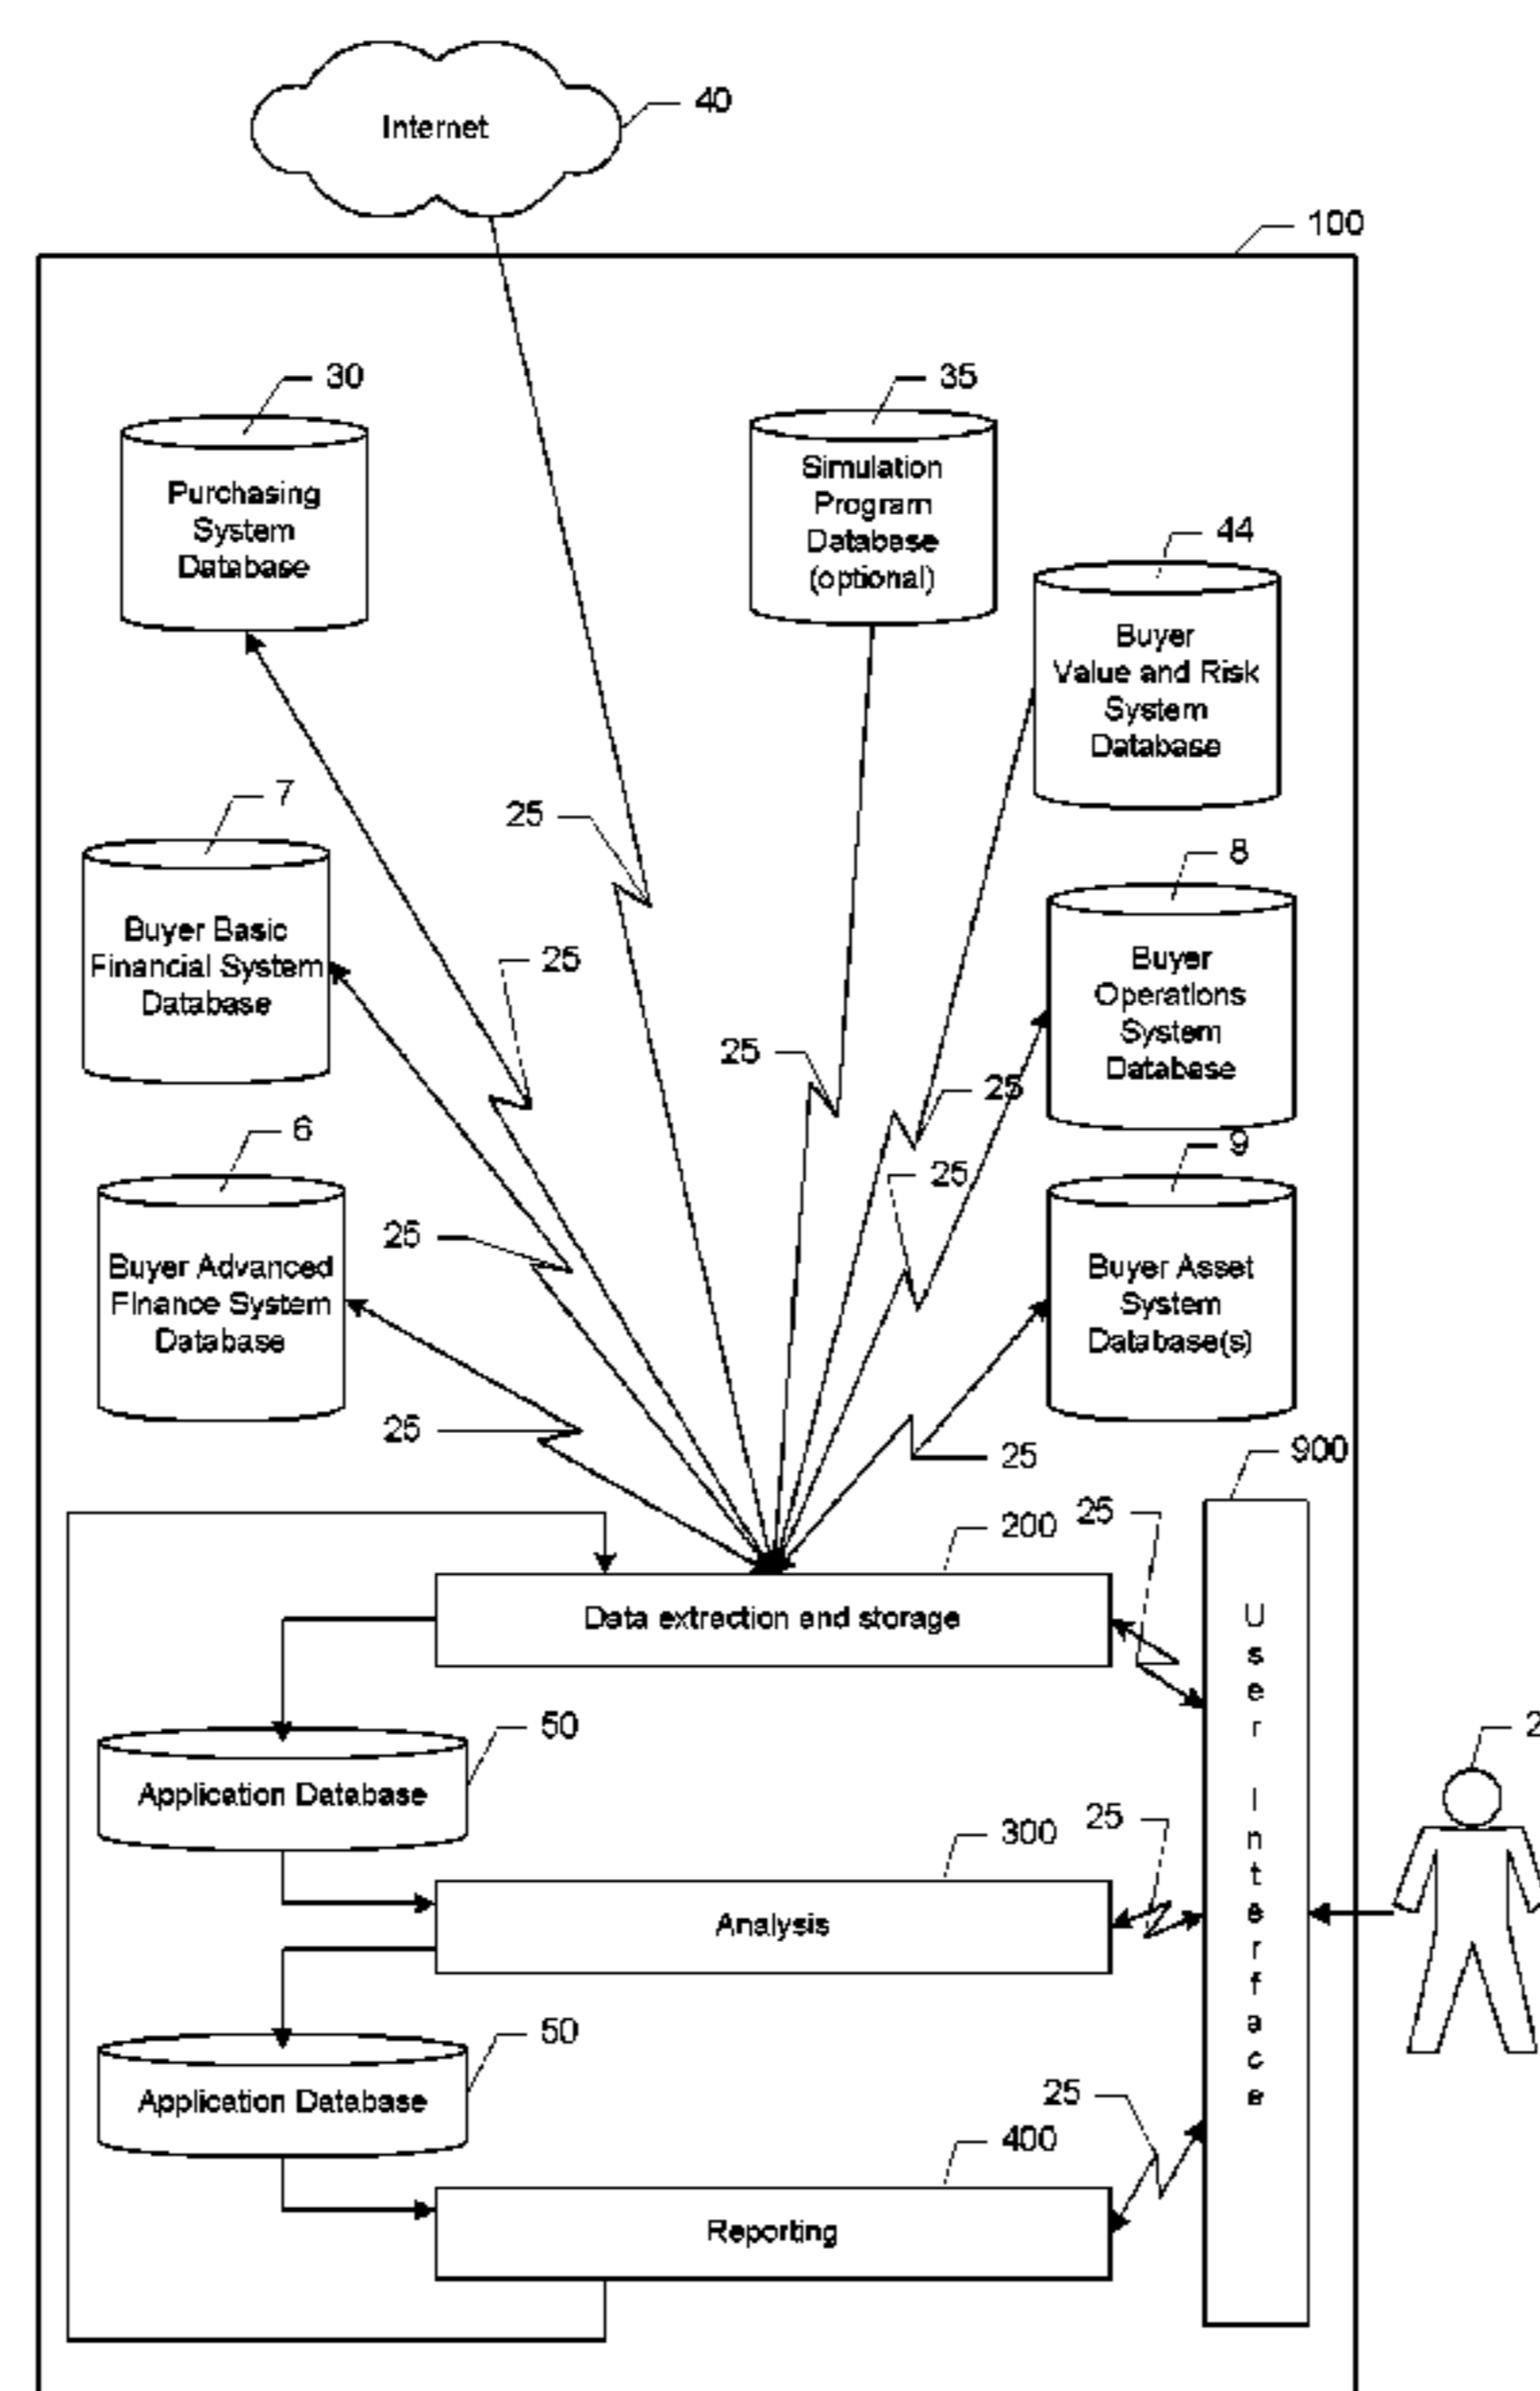 Internet
40
100
30
35
Purchasing
System
Database
Simulation
Program
Database
(optional)
44
Buyer
Value and Risk
System
Database
7
25
8
Buyer Basic
Financial System
Database
25
Buyer
Operations
System
Database
25
25
6
9
25
25
Buyer Advanced
Finance System
Database
Buyer Asset
System
Database(s)
25
25
900
200
25
Data extraction and storage
User Interface
50
2
Application Database
300
25
Analysis
50
Application Database
25
400
Reporting